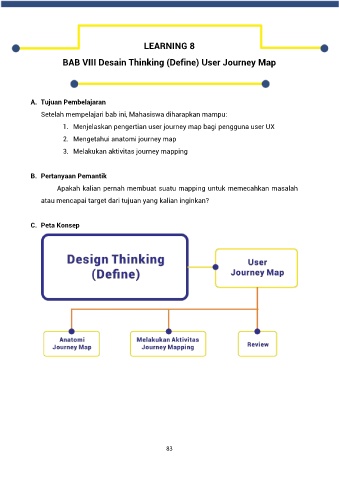 LEARNING 8
BAB VIII Desain Thinking (Define) User Journey Map
A. Tujuan Pembelajaran
Setelah mempelajari bab ini, Mahasiswa diharapkan mampu:
1. Menjelaskan pengertian user journey map bagi pengguna user UX
2. Mengetahui anatomi journey map
3. Melakukan aktivitas journey mapping
B. Pertanyaan Pemantik
Apakah kalian pernah membuat suatu mapping untuk memecahkan masalah
atau mencapai target dari tujuan yang kalian inginkan?
C. Peta Konsep
Design Thinking
(Define)
User
Journey Map
Anatomi
Journey Map
Melakukan Aktivitas
Journey Mapping
Review
83